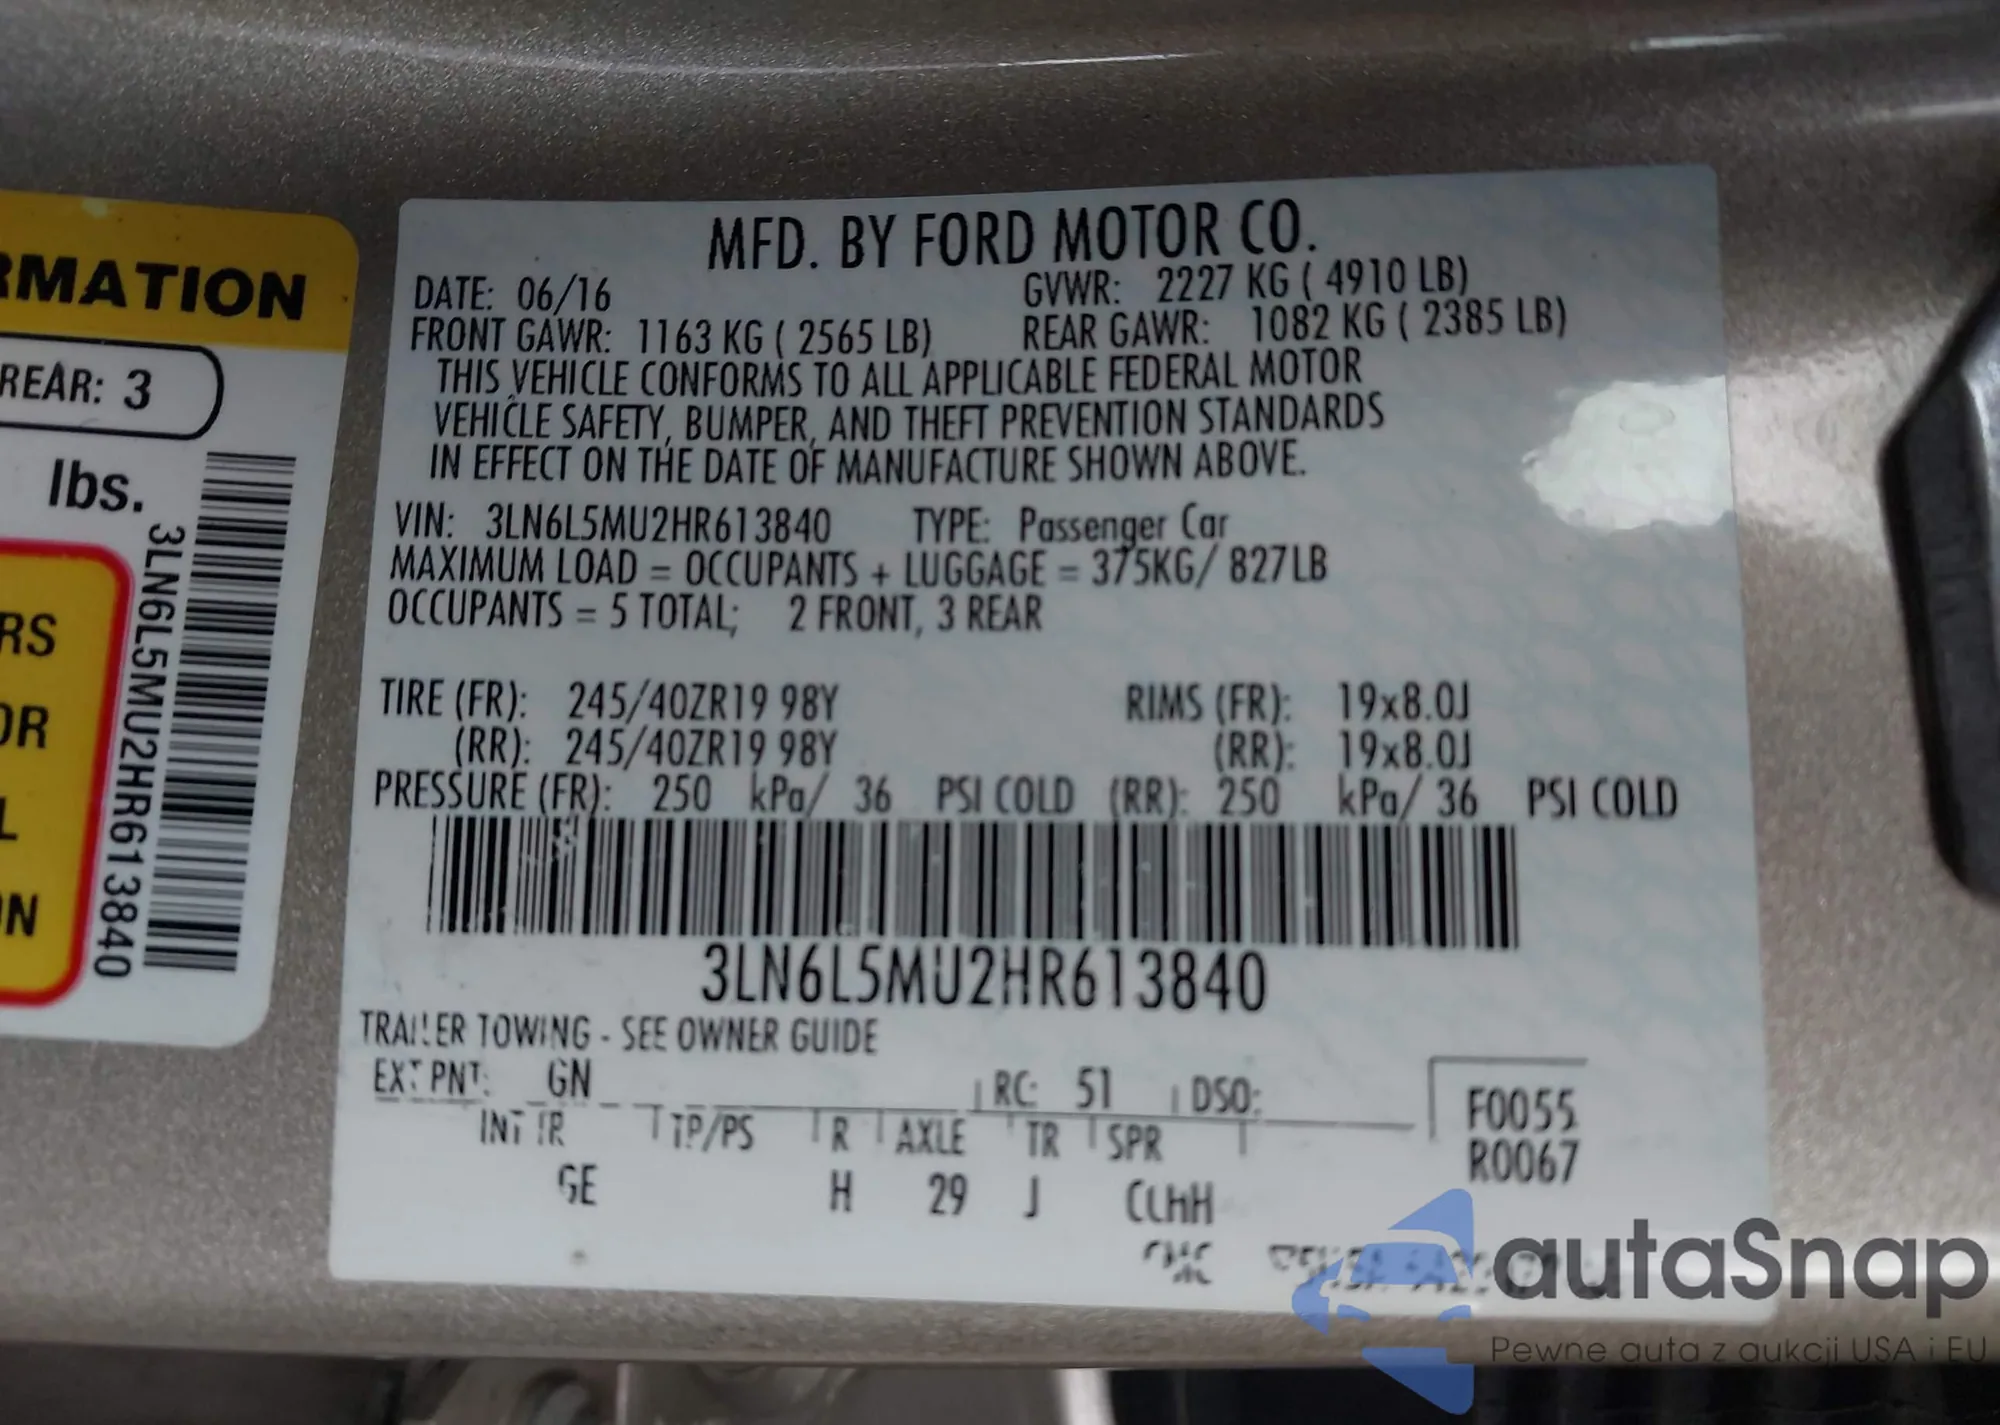 RMATION
REAR: 3
lbs.
RS
OR
L
ON
3LN6L5MU2HR613840
MFD. BY FORD MOTOR CO.
DATE: 06/16 GVWR: 2227 KG ( 4910 LB)
FRONT GAWR: 1163 KG ( 2565 LB) REAR GAWR: 1082 KG ( 2385 LB)
THIS VEHICLE CONFORMS TO ALL APPLICABLE FEDERAL MOTOR
VEHICLE SAFETY, BUMPER, AND THEFT PREVENTION STANDARDS
IN EFFECT ON THE DATE OF MANUFACTURE SHOWN ABOVE.
VIN: 3LN6L5MU2HR613840 TYPE: Passenger Car
MAXIMUM LOAD = OCCUPANTS + LUGGAGE = 375KG/ 827LB
OCCUPANTS = 5 TOTAL; 2 FRONT, 3 REAR
TIRE (FR): 245/40ZR19 98Y RIMS (FR): 19x8.0J
(RR): 245/40ZR19 98Y (RR): 19x8.0J
PRESSURE (FR): 250 kPa/ 36 PSI COLD (RR): 250 kPa/ 36 PSI COLD
3LN6L5MU2HR613840
TRAILER TOWING - SEE OWNER GUIDE
EXT PNT: GN RC: 51 DSO:
INT TR TP/PS R AXLE TR SPR
GE H 29 J CCHH
F0055
R0067
autaSnap
Pewne auta z aukcji USA i EU